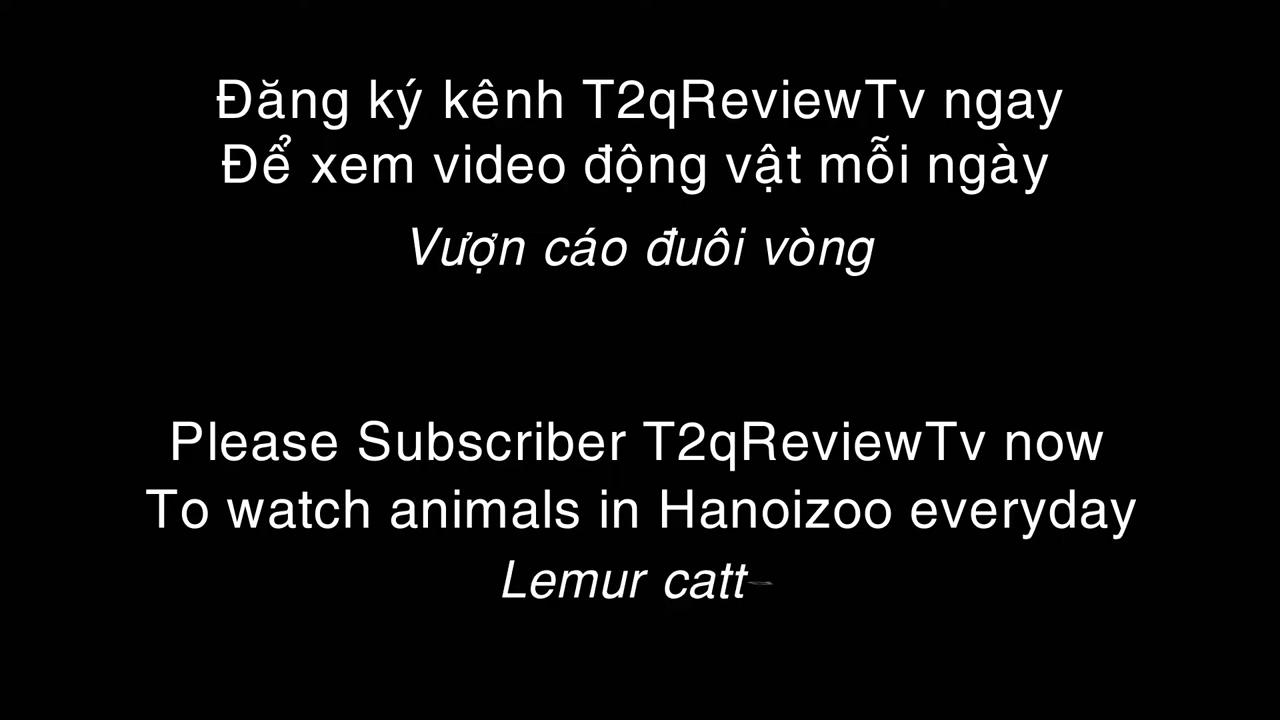 Đăng ký kênh T2qReviewTv ngay
Để xem video động vật mỗi ngày
Vượn cáo đuôi vòng
Please Subscriber T2qReviewTv now
To watch animals in Hanoizoo everyday
Lemur catt